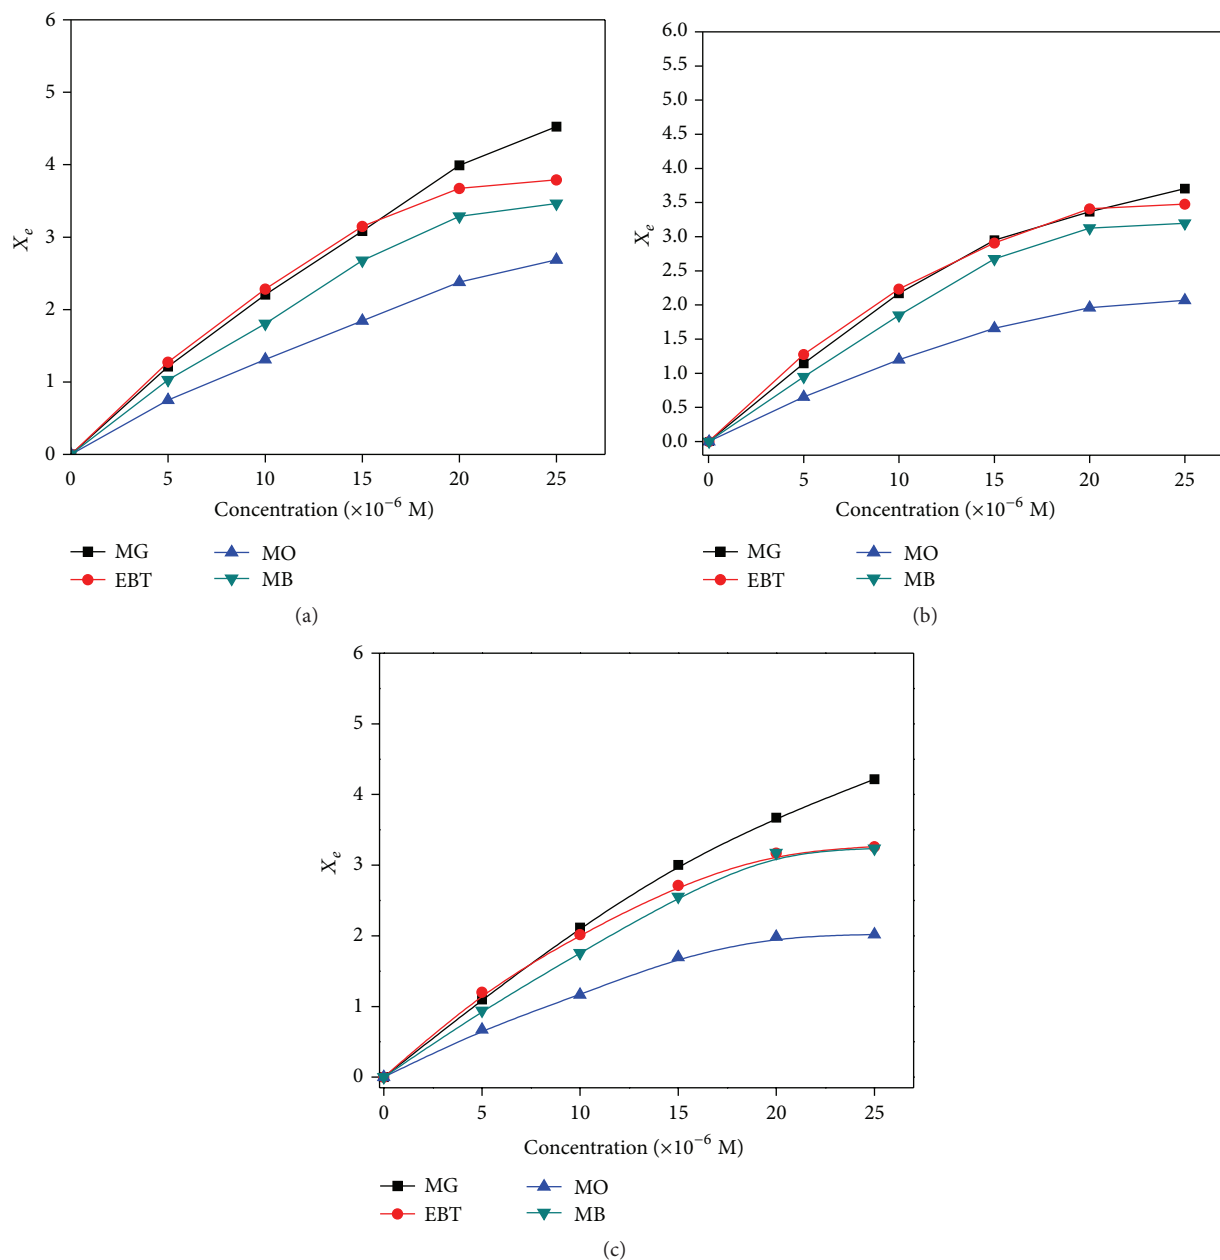 6
5
4
3
2
1
0
X_e
0 5 10 15 20 25
Concentration (×10⁻⁶ M)
MG MO
EBT MB
(a)
6.0
5.5
5.0
4.5
4.0
3.5
3.0
2.5
2.0
1.5
1.0
0.5
0.0
X_e
0 5 10 15 20 25
Concentration (×10⁻⁶ M)
MG MO
EBT MB
(b)
6
5
4
3
2
1
0
X_e
0 5 10 15 20 25
Concentration (×10⁻⁶ M)
MG MO
EBT MB
(c)